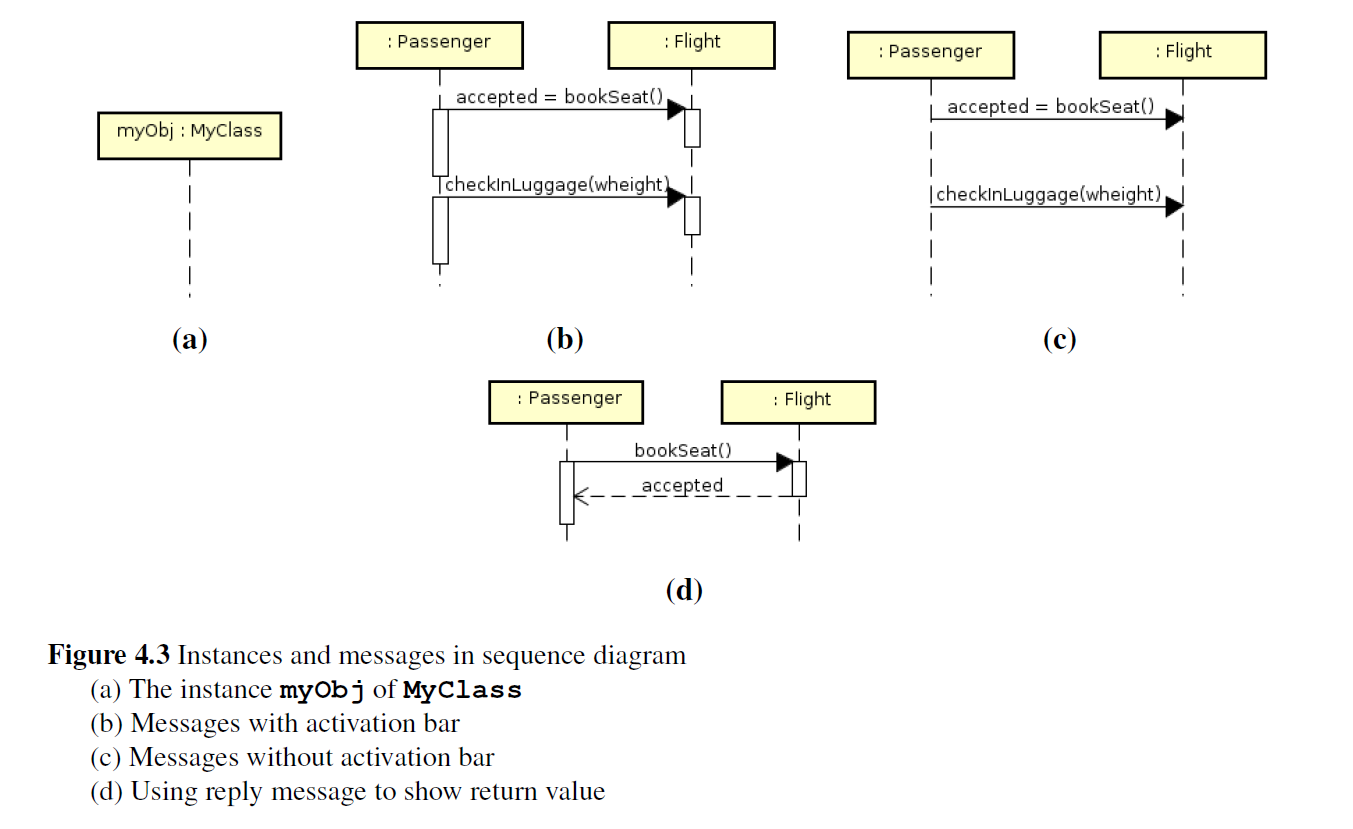 : Passenger
: Flight
: Passenger
: Flight
myObj : MyClass
accepted = bookSeat()
accepted = bookSeat()
checkInLuggage(wheight)
checkInLuggage(wheight)
(a)
(b)
(c)
: Passenger
: Flight
bookSeat()
accepted
(d)
Figure 4.3 Instances and messages in sequence diagram
(a) The instance myObj of MyClass
(b) Messages with activation bar
(c) Messages without activation bar
(d) Using reply message to show return value